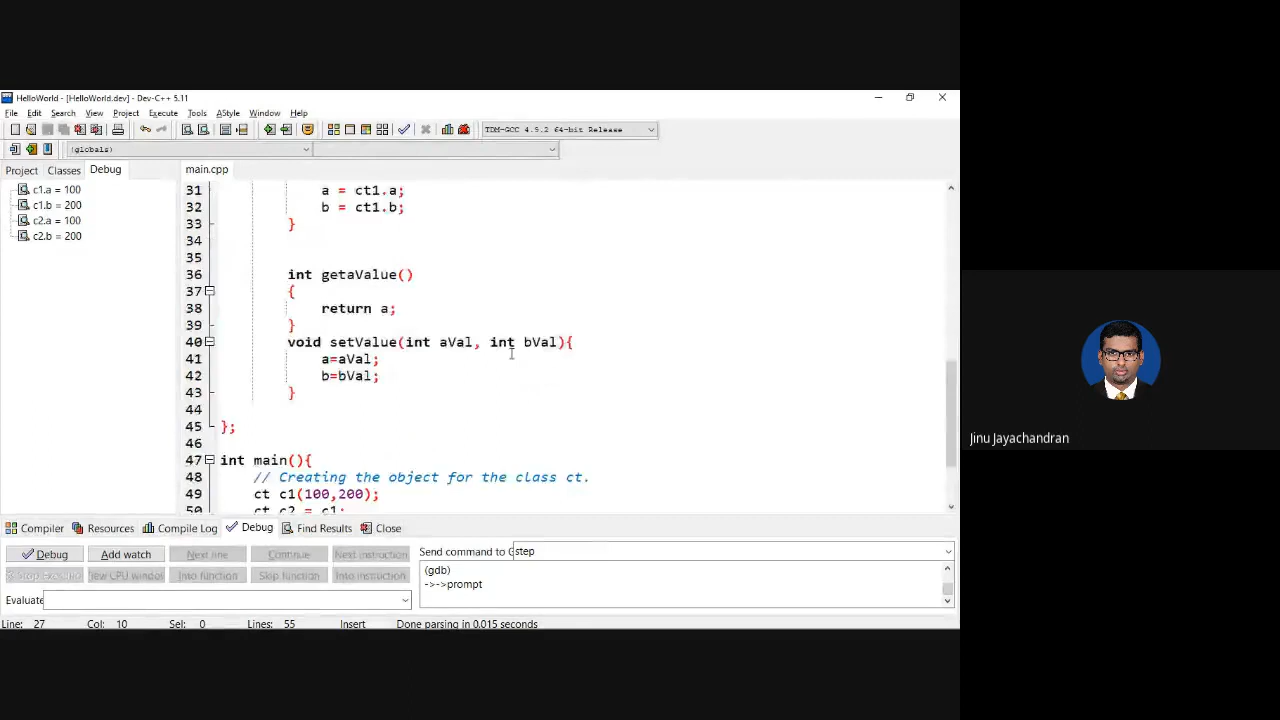 HelloWorld - [HelloWorld.dev] - Dev-C++ 5.11
File Edit Search View Project Execute Tools AStyle Window Help
TDM-GCC 4.9.2 64-bit Release
(globals)
Project Classes Debug main.cpp
c1.a = 100
c1.b = 200
c2.a = 100
c2.b = 200
31 a = ct1.a;
32 b = ct1.b;
33 }
34
35
36 int getaValue()
37 {
38 return a;
39 }
40 void setValue(int aVal, int bVal){
41 a=aVal;
42 b=bVal;
43 }
44
45 };
46
47 int main(){
48 // Creating the object for the class ct.
49 ct c1(100,200);
50 ct c2 = c1;
Jinu Jayachandran
Compiler Resources Compile Log Debug Find Results Close
Debug Add watch Next line Continue Next instruction
Send command to G step
Stop Execution View CPU window Into function Skip function Into instruction
(gdb)
->->prompt
Evaluate
Line: 27 Col: 10 Sel: 0 Lines: 55 Insert Done parsing in 0.015 seconds